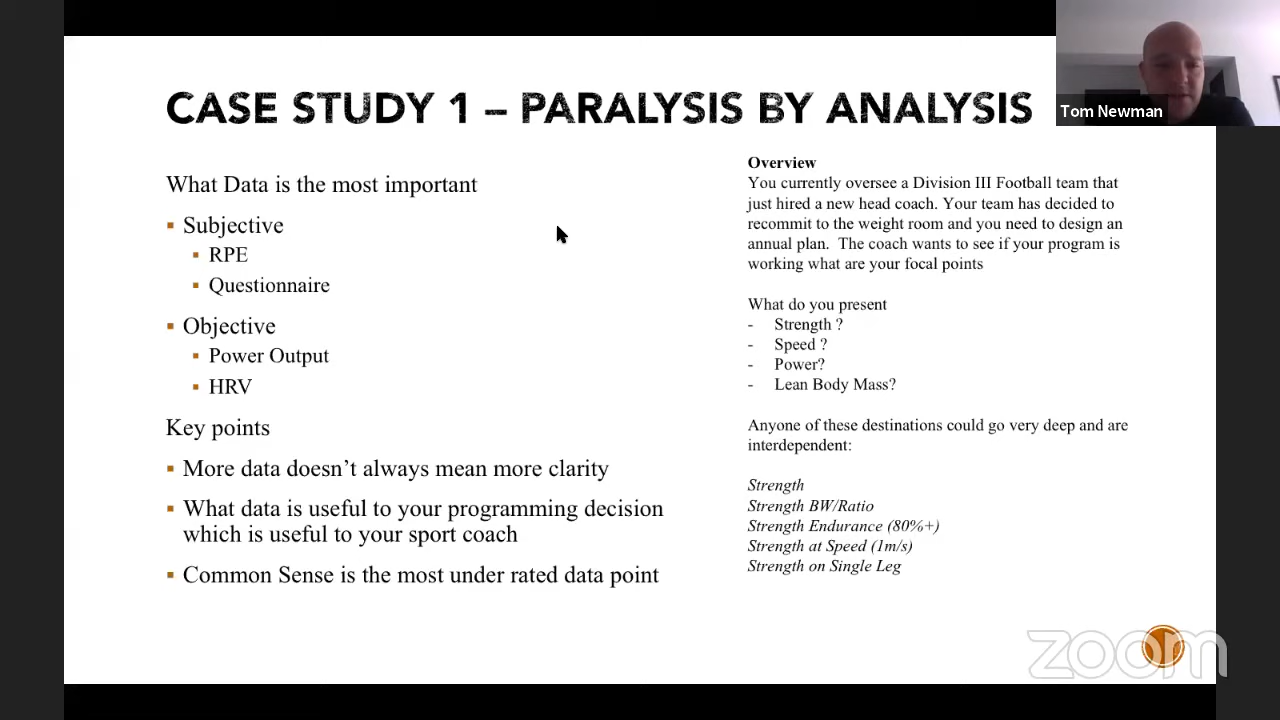 CASE STUDY 1 – PARALYSIS BY ANALYSIS
Tom Newman
What Data is the most important
▪ Subjective
▪ RPE
▪ Questionnaire
▪ Objective
▪ Power Output
▪ HRV
Key points
▪ More data doesn’t always mean more clarity
▪ What data is useful to your programming decision
which is useful to your sport coach
▪ Common Sense is the most under rated data point
Overview
You currently oversee a Division III Football team that
just hired a new head coach. Your team has decided to
recommit to the weight room and you need to design an
annual plan.  The coach wants to see if your program is
working what are your focal points
What do you present
- Strength ?
- Speed ?
- Power?
- Lean Body Mass?
Anyone of these destinations could go very deep and are
interdependent:
Strength
Strength BW/Ratio
Strength Endurance (80%+)
Strength at Speed (1m/s)
Strength on Single Leg
zoom